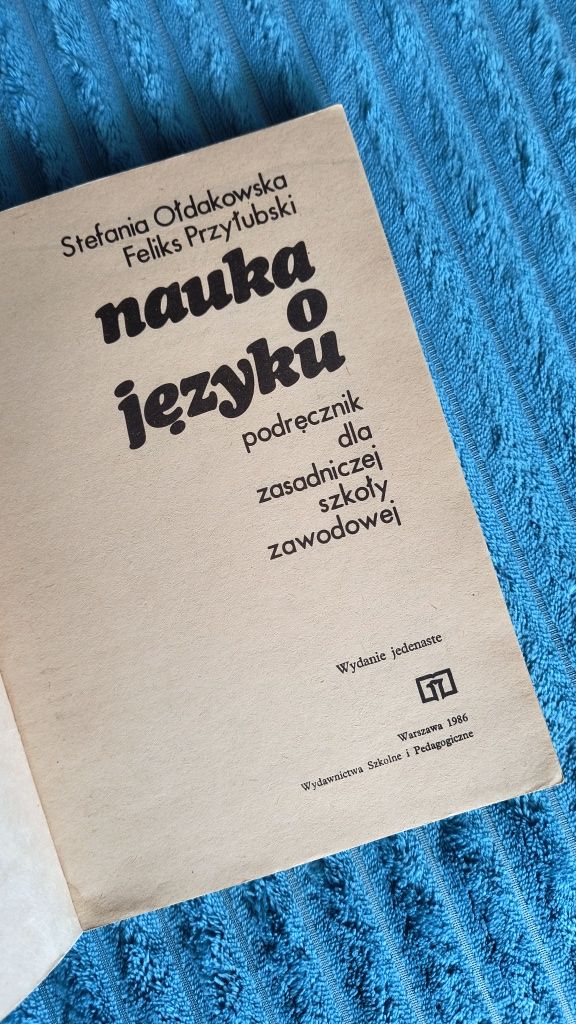 Stefania Ołdakowska
Feliks Przyłubski
nauka
o
języku
podręcznik
dla
zasadniczej
szkoły
zawodowej
Wydanie jedenaste
Warszawa 1986
Wydawnictwa Szkolne i Pedagogiczne